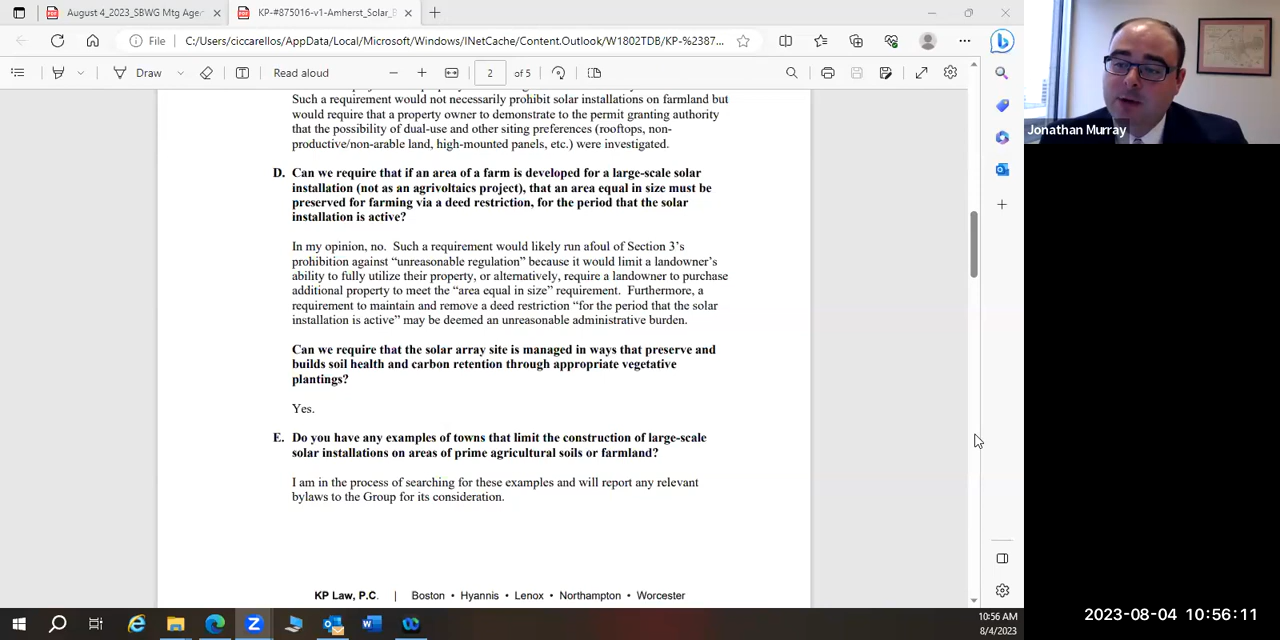 August 4_2023_SBWG Mtg Age
KP-#875016-v1-Amherst_Solar_B
File
C:/Users/ciccarellos/AppData/Local/Microsoft/Windows/INetCache/Content.Outlook/W1802TDB/KP-%2387...
Draw
Read aloud
2 of 5
Such a requirement would not necessarily prohibit solar installations on farmland but
would require that a property owner to demonstrate to the permit granting authority
that the possibility of dual-use and other siting preferences (rooftops, non-
productive/non-arable land, high-mounted panels, etc.) were investigated.
D. Can we require that if an area of a farm is developed for a large-scale solar
installation (not as an agrivoltaics project), that an area equal in size must be
preserved for farming via a deed restriction, for the period that the solar
installation is active?
In my opinion, no. Such a requirement would likely run afoul of Section 3's
prohibition against “unreasonable regulation” because it would limit a landowner's
ability to fully utilize their property, or alternatively, require a landowner to purchase
additional property to meet the “area equal in size” requirement. Furthermore, a
requirement to maintain and remove a deed restriction “for the period that the solar
installation is active” may be deemed an unreasonable administrative burden.
Can we require that the solar array site is managed in ways that preserve and
builds soil health and carbon retention through appropriate vegetative
plantings?
Yes.
E. Do you have any examples of towns that limit the construction of large-scale
solar installations on areas of prime agricultural soils or farmland?
I am in the process of searching for these examples and will report any relevant
bylaws to the Group for its consideration.
KP Law, P.C. | Boston • Hyannis • Lenox • Northampton • Worcester
10:56 AM
8/4/2023
Jonathan Murray
2023-08-04 10:56:11